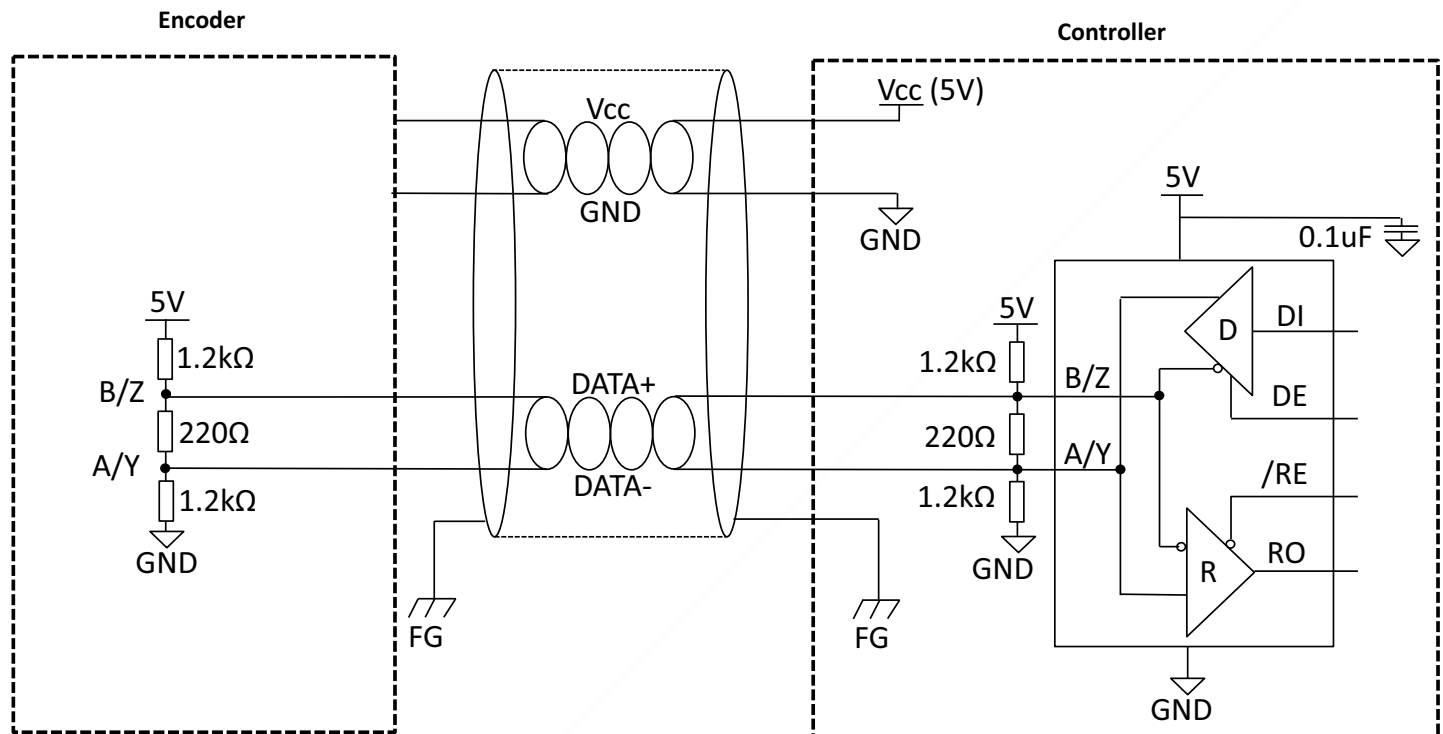 Encoder
Controller
Vcc
Vcc (5V)
GND
GND
5V
0.1uF
5V
1.2kΩ
B/Z
220Ω
A/Y
1.2kΩ
GND
DATA+
DATA-
FG
FG
5V
1.2kΩ
B/Z
220Ω
A/Y
1.2kΩ
GND
D
DI
DE
/RE
R
RO
GND